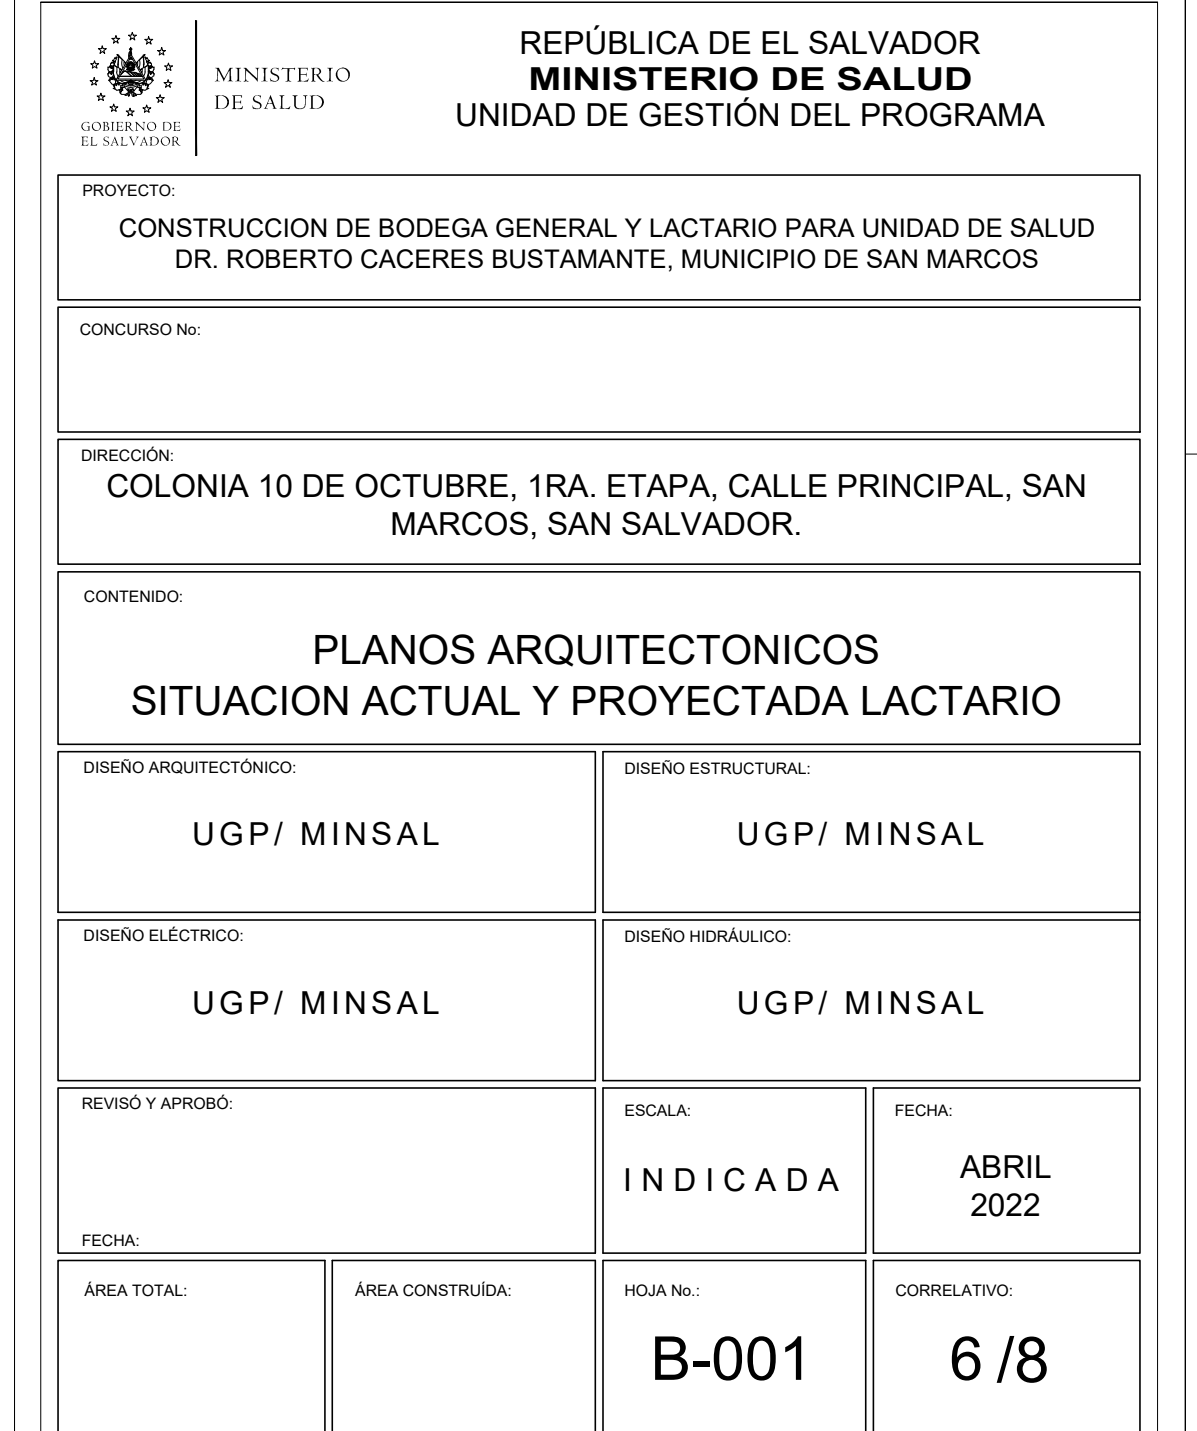 GOBIERNO DE
EL SALVADOR
MINISTERIO
DE SALUD
REPÚBLICA DE EL SALVADOR
MINISTERIO DE SALUD
UNIDAD DE GESTIÓN DEL PROGRAMA
PROYECTO:
CONSTRUCCION DE BODEGA GENERAL Y LACTARIO PARA UNIDAD DE SALUD
DR. ROBERTO CACERES BUSTAMANTE, MUNICIPIO DE SAN MARCOS
CONCURSO No:
DIRECCIÓN:
COLONIA 10 DE OCTUBRE, 1RA. ETAPA, CALLE PRINCIPAL, SAN
MARCOS, SAN SALVADOR.
CONTENIDO:
PLANOS ARQUITECTONICOS
SITUACION ACTUAL Y PROYECTADA LACTARIO
DISEÑO ARQUITECTÓNICO:
UGP/ MINSAL
DISEÑO ESTRUCTURAL:
UGP/ MINSAL
DISEÑO ELÉCTRICO:
UGP/ MINSAL
DISEÑO HIDRÁULICO:
UGP/ MINSAL
REVISÓ Y APROBÓ:
FECHA:
ESCALA:
INDICADA
FECHA:
ABRIL
2022
ÁREA TOTAL:
ÁREA CONSTRUÍDA:
HOJA No.:
B-001
CORRELATIVO:
6 /8